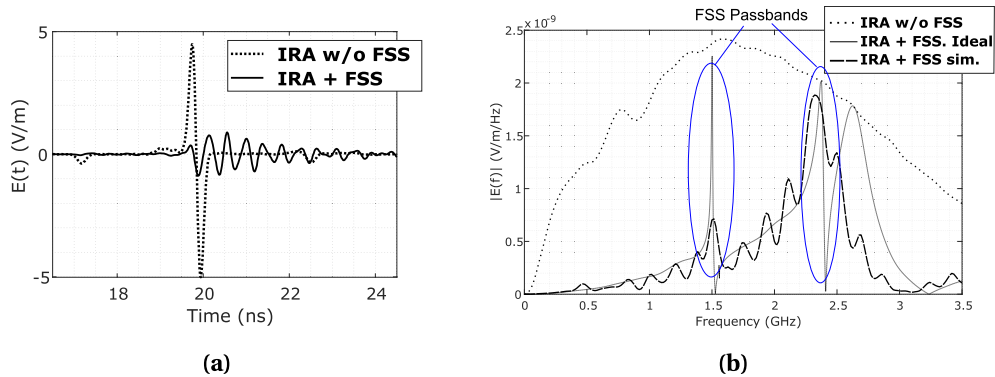 5
0
-5
E(t) (V/m)
18
20
22
24
Time (ns)
IRA w/o FSS
IRA + FSS
(a)
FSS Passbands
×10⁻⁹
2.5
2
1.5
1
0.5
0
|E(f)| (V/m/Hz)
0
0.5
1
1.5
2
2.5
3
3.5
Frequency (GHz)
IRA w/o FSS
IRA + FSS. Ideal
IRA + FSS sim.
(b)